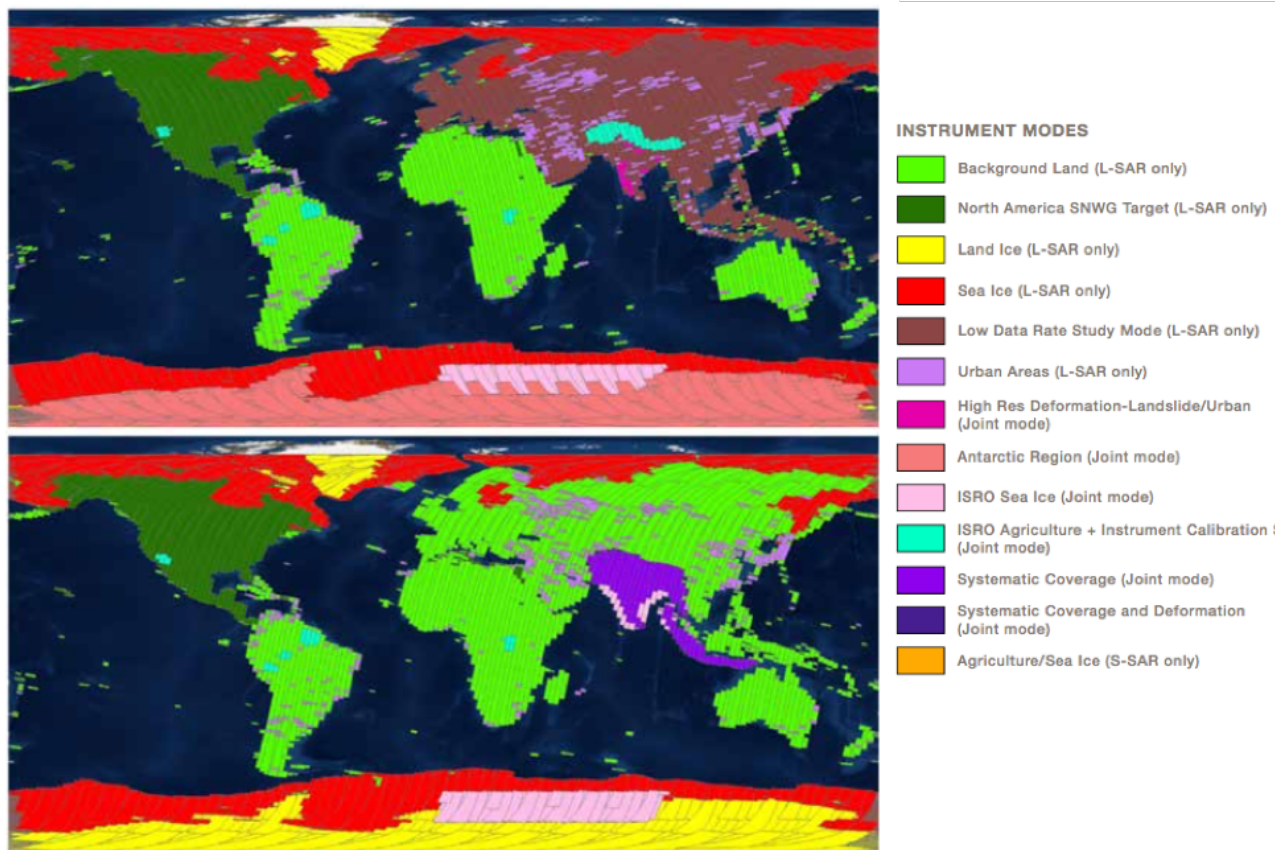 INSTRUMENT MODES
Background Land (L-SAR only)
North America SNWG Target (L-SAR only)
Land Ice (L-SAR only)
Sea Ice (L-SAR only)
Low Data Rate Study Mode (L-SAR only)
Urban Areas (L-SAR only)
High Res Deformation-Landslide/Urban
(Joint mode)
Antarctic Region (Joint mode)
ISRO Sea Ice (Joint mode)
ISRO Agriculture + Instrument Calibration
(Joint mode)
Systematic Coverage (Joint mode)
Systematic Coverage and Deformation
(Joint mode)
Agriculture/Sea Ice (S-SAR only)